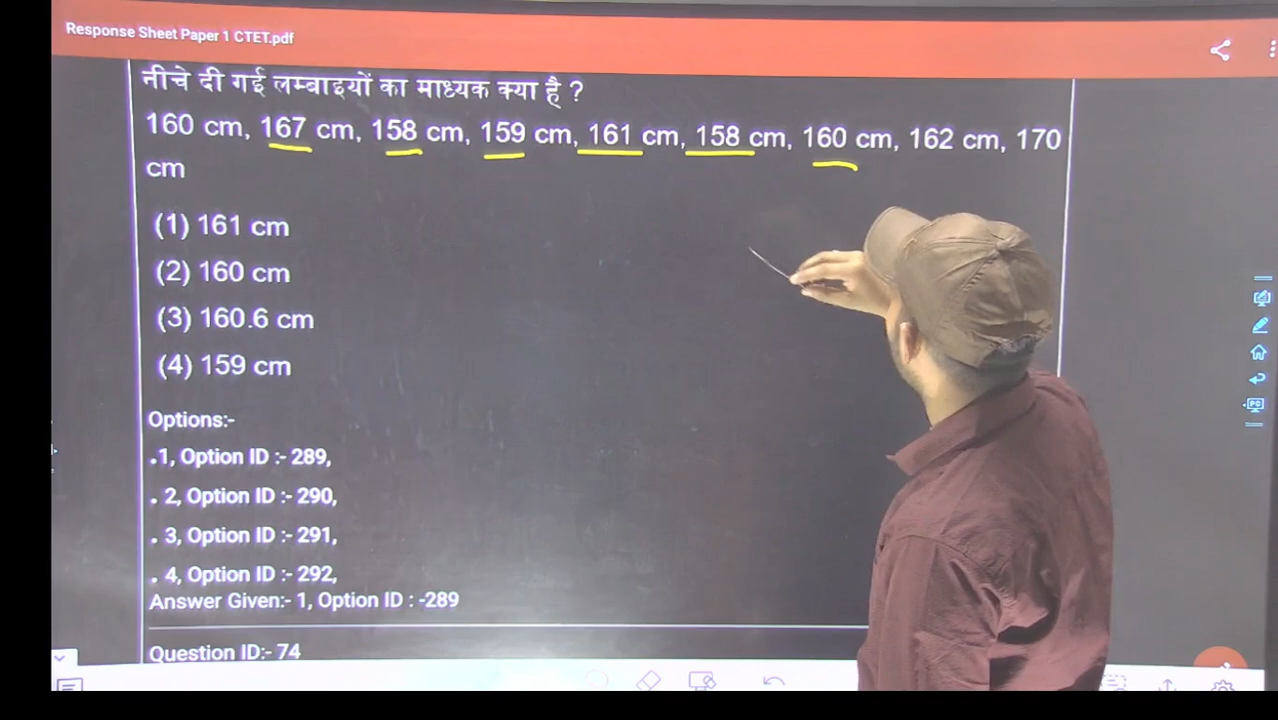 Response Sheet Paper 1 CTET.pdf
नीचे दी गई लम्बाइयों का माध्यक क्या है ?
160 cm, 167 cm, 158 cm, 159 cm, 161 cm, 158 cm, 160 cm, 162 cm, 170
cm
(1) 161 cm
(2) 160 cm
(3) 160.6 cm
(4) 159 cm
Options:-
.1, Option ID :- 289,
. 2, Option ID :- 290,
. 3, Option ID :- 291,
. 4, Option ID :- 292,
Answer Given:- 1, Option ID : -289
Question ID:- 74
PC